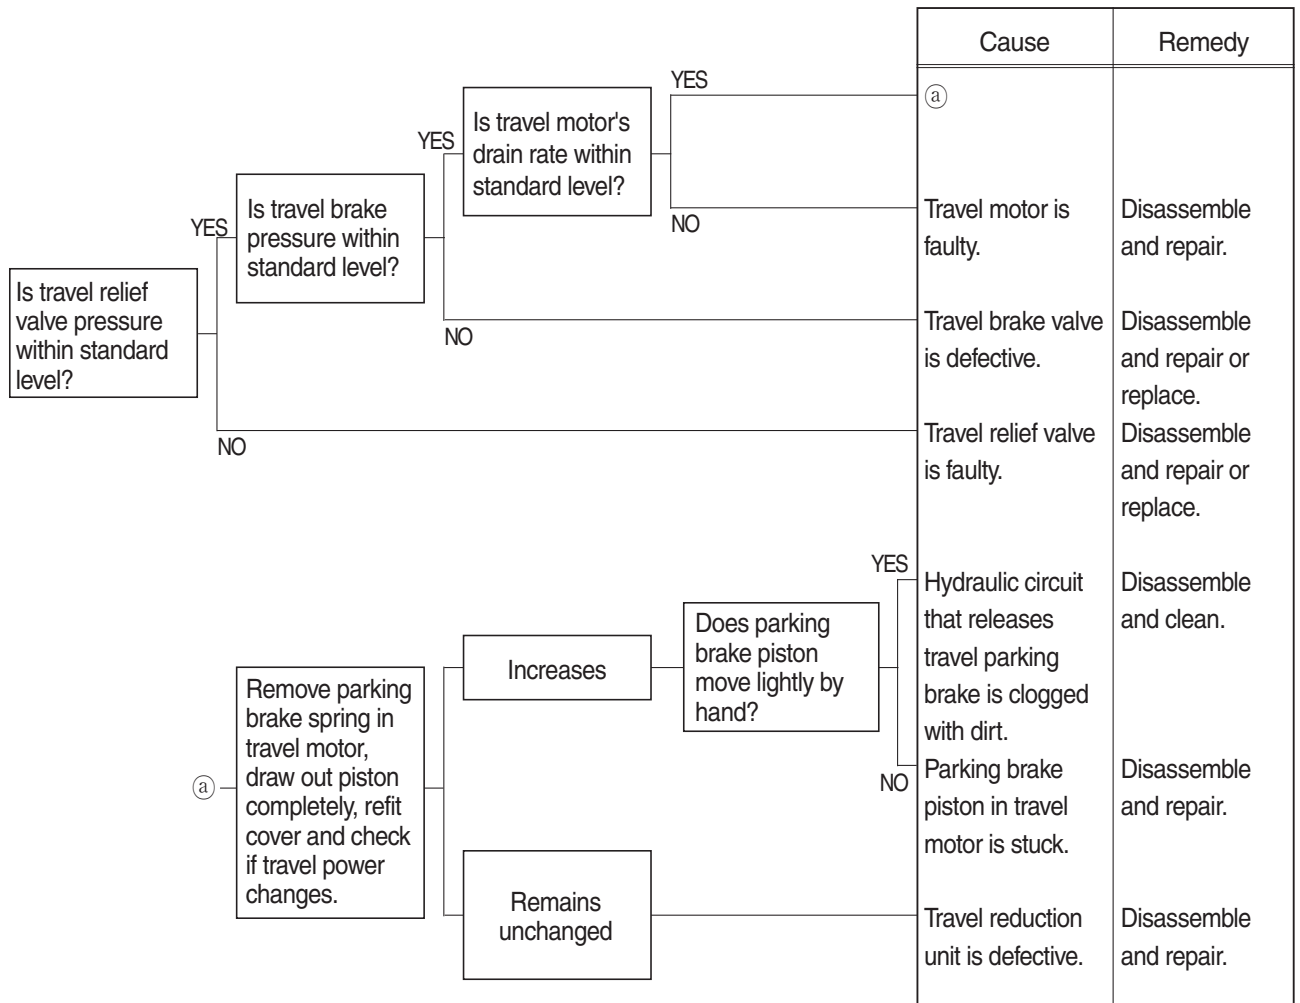 Cause
Remedy
YES
ⓐ
Is travel motor's
drain rate within
standard level?
YES
NO
Travel motor is
faulty.
Disassemble
and repair.
Is travel brake
pressure within
standard level?
YES
NO
Travel brake valve
is defective.
Disassemble
and repair or
replace.
Is travel relief
valve pressure
within standard
level?
NO
Travel relief valve
is faulty.
Disassemble
and repair or
replace.
YES
Hydraulic circuit
that releases
travel parking
brake is clogged
with dirt.
Disassemble
and clean.
Does parking
brake piston
move lightly by
hand?
Increases
Remove parking
brake spring in
travel motor,
draw out piston
completely, refit
cover and check
if travel power
changes.
ⓐ
NO
Parking brake
piston in travel
motor is stuck.
Disassemble
and repair.
Remains
unchanged
Travel reduction
unit is defective.
Disassemble
and repair.